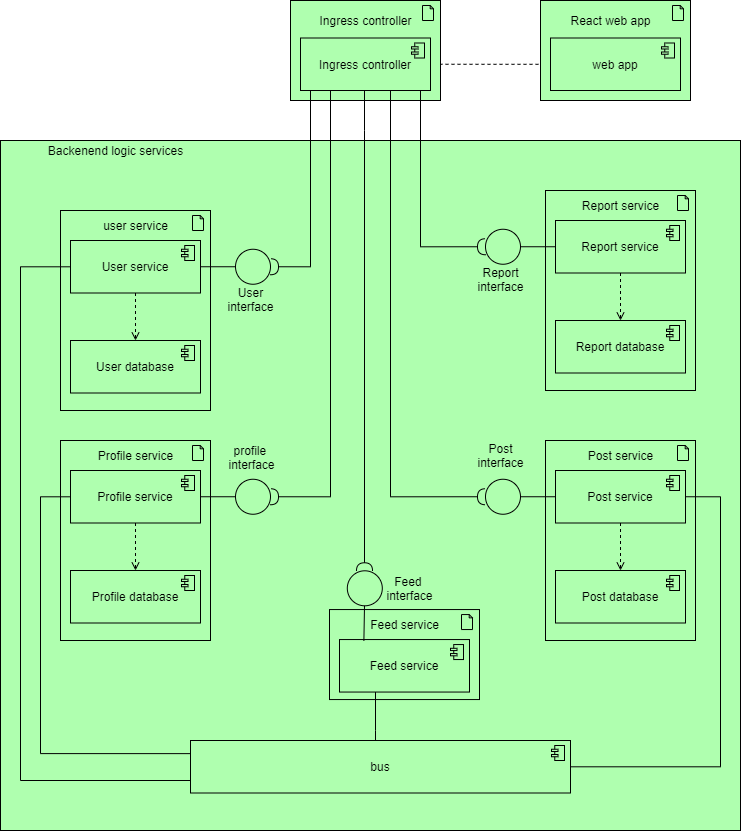 Ingress controller
React web app
Ingress controller
web app
Backenend logic services
user service
Report service
User service
Report service
User
interface
Report
interface
User database
Report database
Profile service
profile
interface
Post
interface
Post service
Profile service
Post service
Profile database
Feed
interface
Post database
Feed service
Feed service
bus